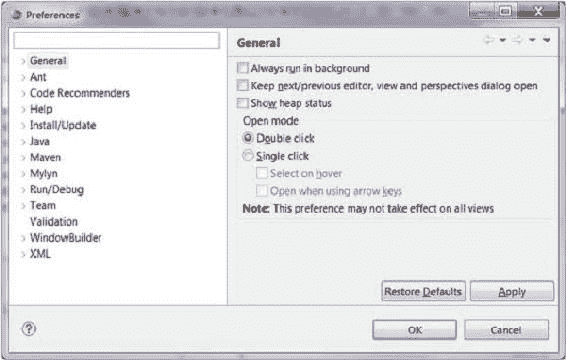 Preferences
General
Ant
Code Recommenders
Help
Install/Update
Java
Maven
Mylyn
Run/Debug
Team
Validation
WindowBuilder
XML
General
Always run in background
Keep next/previous editor, view and perspectives dialog open
Show heap status
Open mode
Double click
Single click
Select on hover
Open when using arrow keys
Note: This preference may not take effect on all views
Restore Defaults Apply
OK Cancel